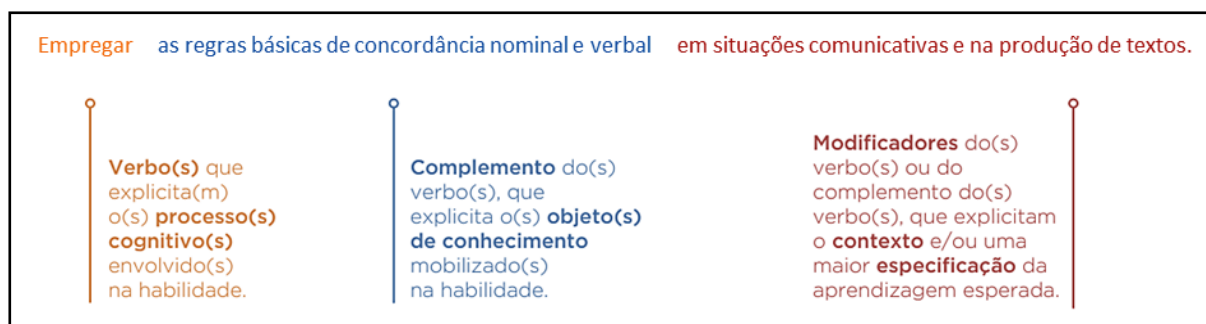 Empregar as regras básicas de concordância nominal e verbal em situações comunicativas e na produção de textos.
Verbo(s) que
explicita(m)
o(s) processo(s)
cognitivo(s)
envolvido(s)
na habilidade.
Complemento do(s)
verbo(s), que
explicita o(s) objeto(s)
de conhecimento
mobilizado(s)
na habilidade.
Modificadores do(s)
verbo(s) ou do
complemento do(s)
verbo(s), que explicitam
o contexto e/ou uma
maior especificação da
aprendizagem esperada.